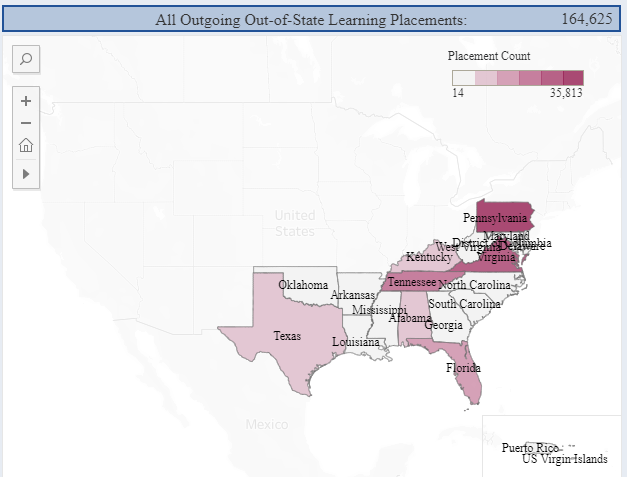 All Outgoing Out-of-State Learning Placements: 164,625
Placement Count
14 35,813
United
States
Pennsylvania
Maryland
District of Columbia
West Virginia
Delaware
Kentucky
Virginia
Oklahoma
Tennessee
North Carolina
Arkansas
Mississippi
South Carolina
Alabama
Georgia
Texas
Louisiana
Florida
Mexico
Puerto Rico
US Virgin Islands